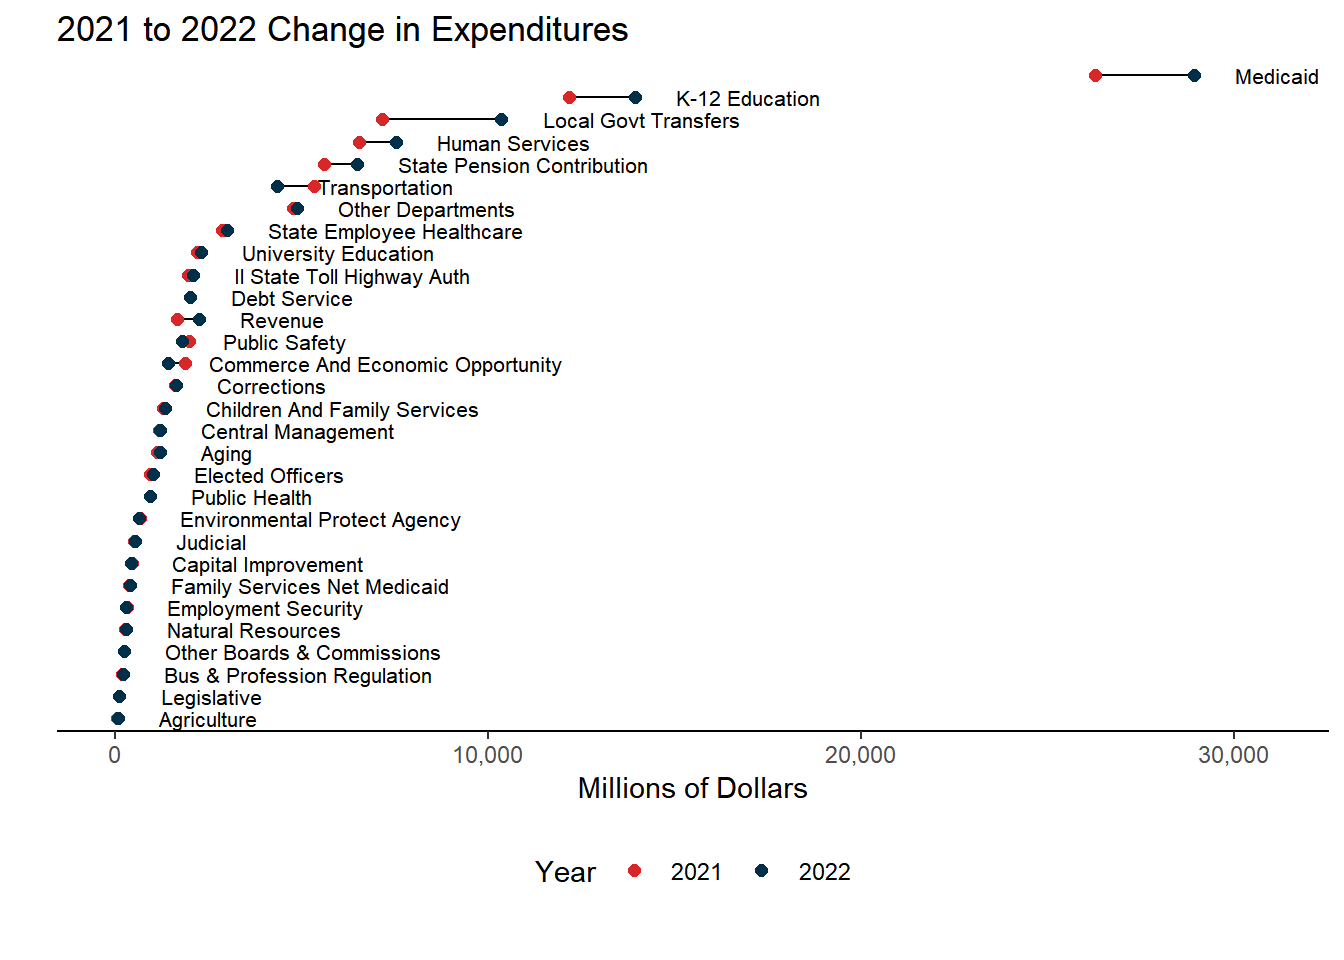 2021 to 2022 Change in Expenditures
Medicaid
K-12 Education
Local Govt Transfers
Human Services
State Pension Contribution
Transportation
Other Departments
State Employee Healthcare
University Education
Il State Toll Highway Auth
Debt Service
Revenue
Public Safety
Commerce And Economic Opportunity
Corrections
Children And Family Services
Central Management
Aging
Elected Officers
Public Health
Environmental Protect Agency
Judicial
Capital Improvement
Family Services Net Medicaid
Employment Security
Natural Resources
Other Boards & Commissions
Bus & Profession Regulation
Legislative
Agriculture
0 10,000 20,000 30,000
Millions of Dollars
Year 2021 2022